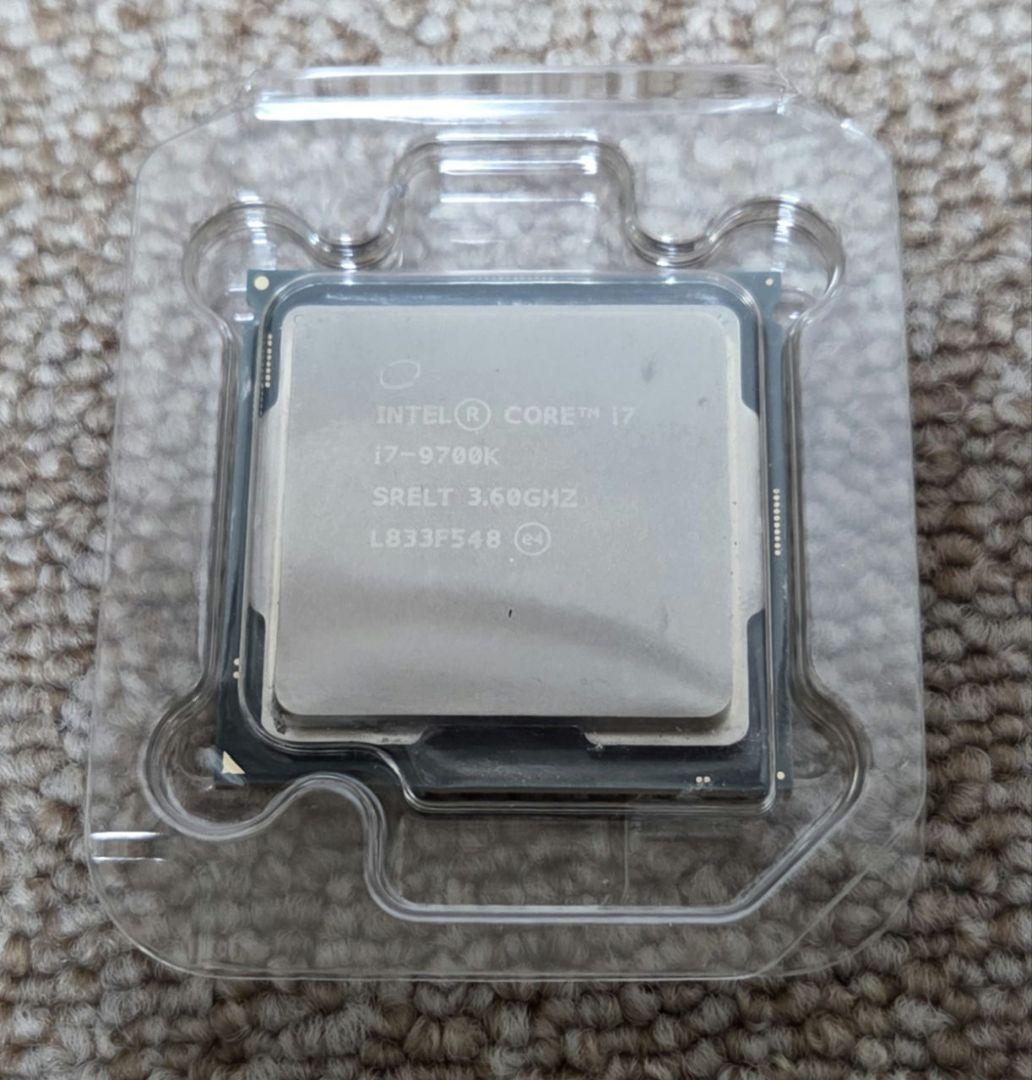 INTEL® CORE™ i7
i7-9700K
SRELT 3.60GHZ
L833F548 e4